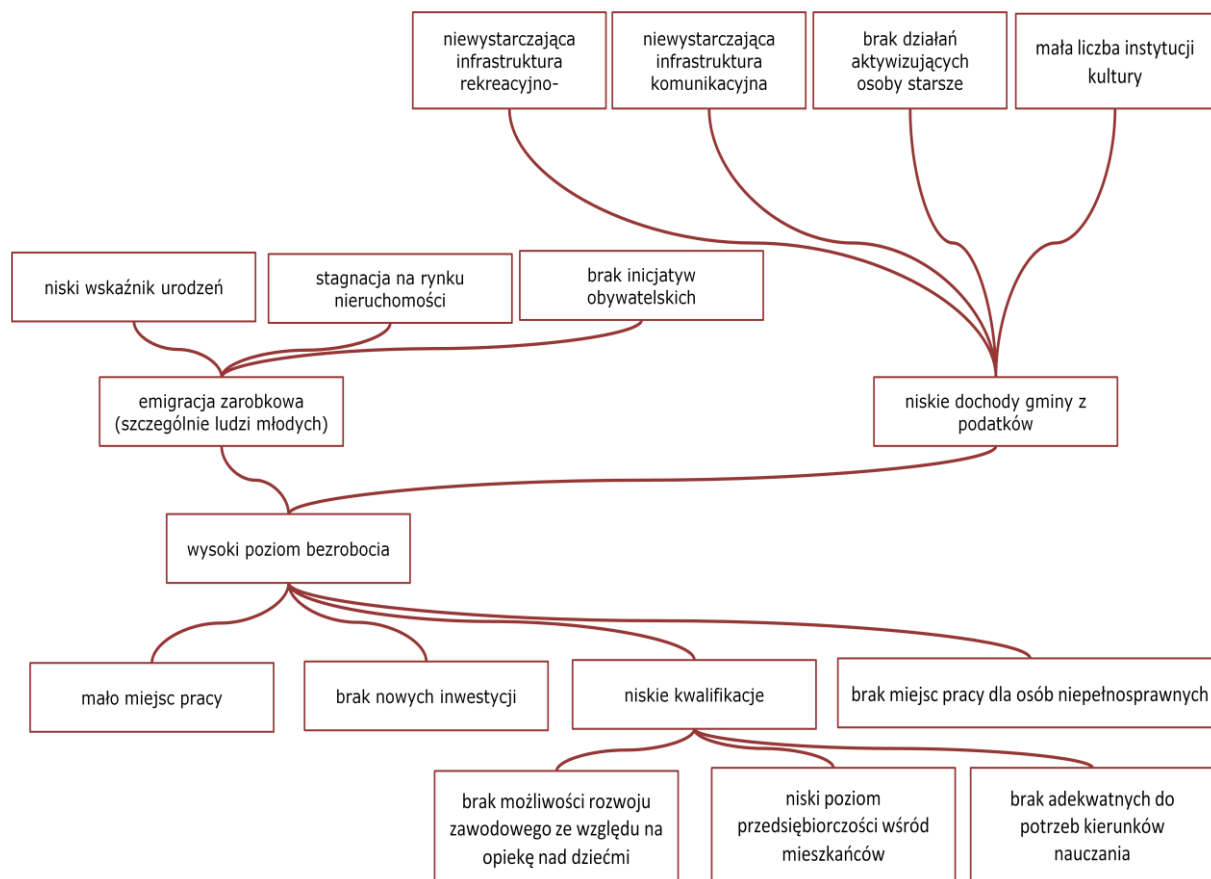 niewystarczająca
infrastruktura
rekreacyjno-
niewystarczająca
infrastruktura
komunikacyjna
brak działań
aktywizujących
osoby starsze
mała liczba instytucji
kultury
niski wskaźnik urodzeń
stagnacja na rynku
nieruchomości
brak inicjatyw
obywatelskich
emigracja zarobkowa
(szczególnie ludzi młodych)
niskie dochody gminy z
podatków
wysoki poziom bezrobocia
mało miejsc pracy
brak nowych inwestycji
niskie kwalifikacje
brak miejsc pracy dla osób niepełnosprawnych
brak możliwości rozwoju
zawodowego ze względu na
opiekę nad dziećmi
niski poziom
przedsiębiorczości wśród
mieszkańców
brak adekwatnych do
potrzeb kierunków
nauczania